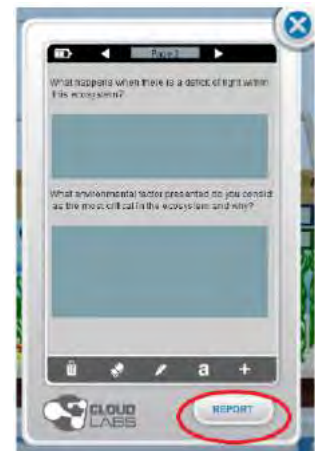 Page 2
What happens when there is a deficit of light within
this ecosystem?
What environmental factor presented do you consid
as the most critical in the ecosystem and why?
a +
CLOUD
LABS
REPORT